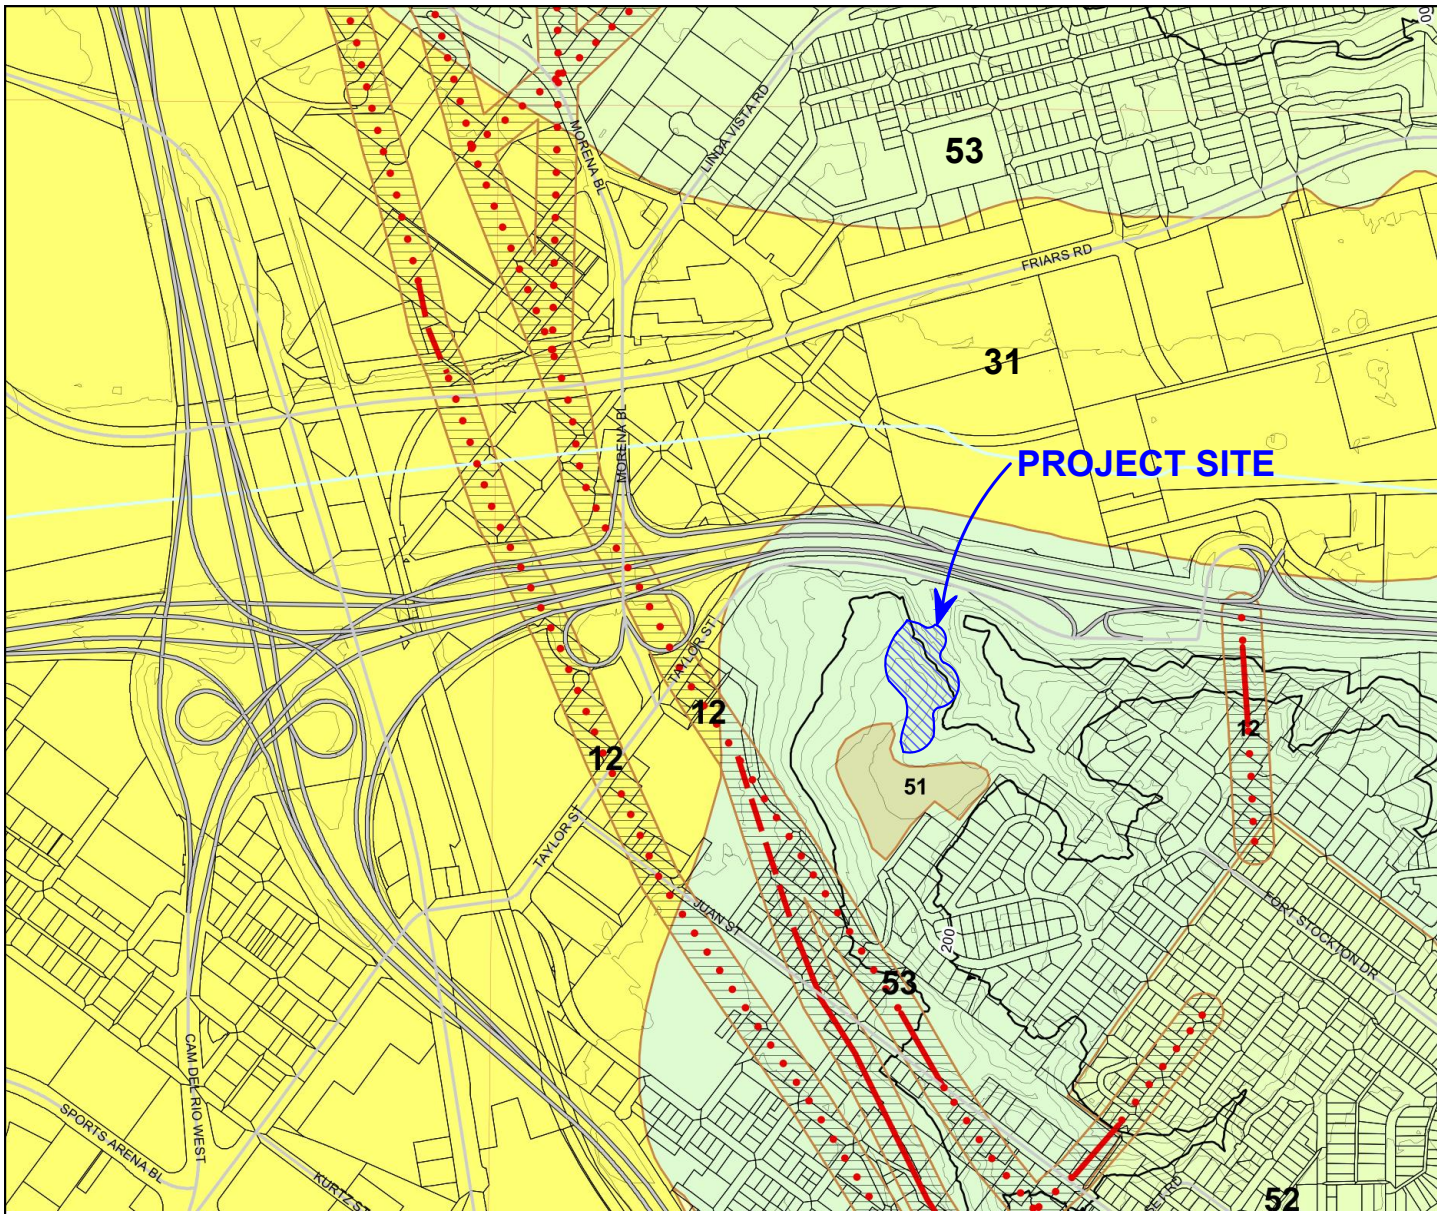 00
MORENA BL
LINDA VISTA RD
53
FRIARS RD
31
MORENA BL
PROJECT SITE
TAYLOR ST
12
12
12
51
TAYLOR ST
JUAN ST
FORT STOCKTON DR
200
53
CAM DEL RIO WEST
SPORTS ARENA BL
KURTZ ST
52